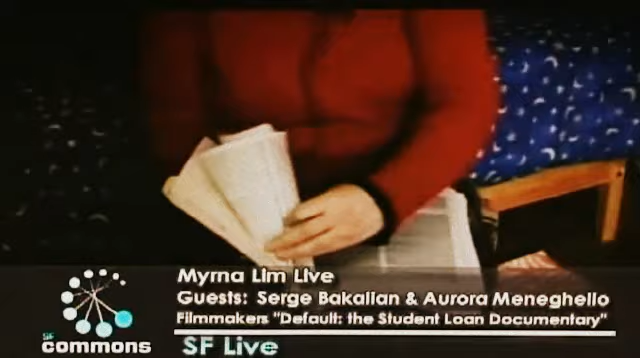 Myrna Lim Live
Guests: Serge Bakalian & Aurora Meneghello
Filmmakers "Default: the Student Loan Documentary"
SF
commons
SF Live